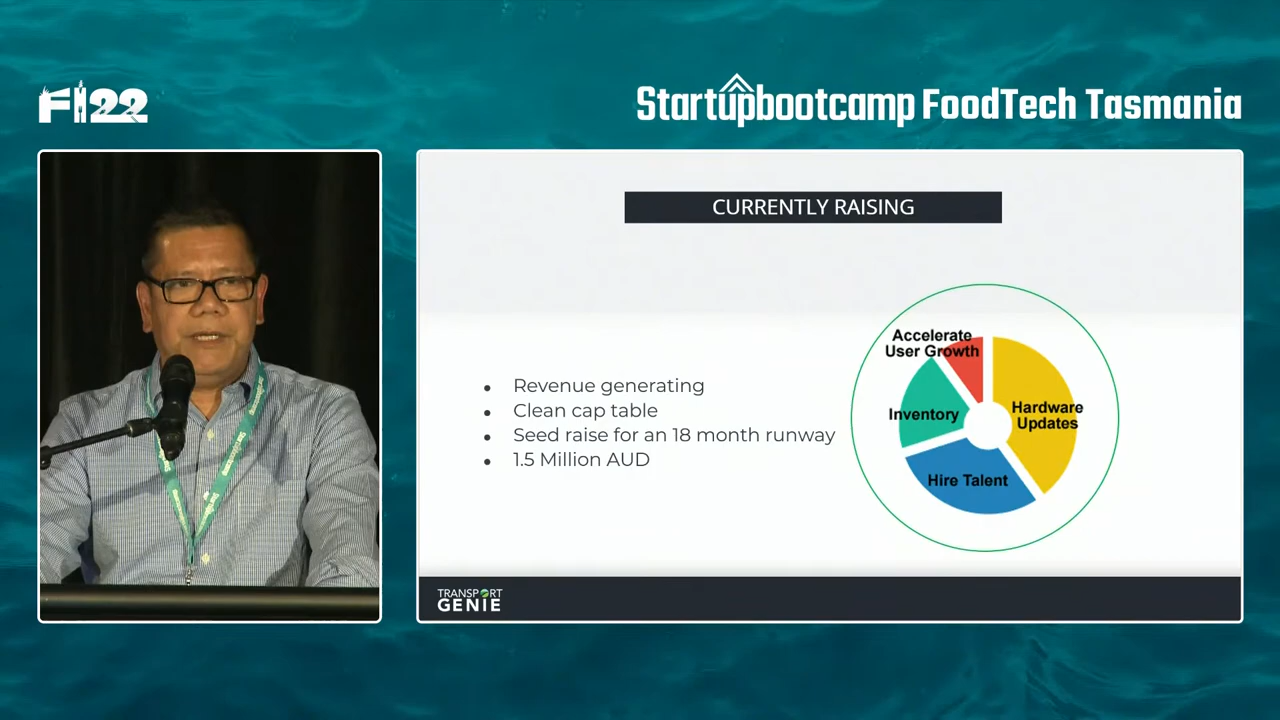 FI22
Startupbootcamp FoodTech Tasmania
CURRENTLY RAISING
Revenue generating
Clean cap table
Seed raise for an 18 month runway
1.5 Million AUD
Accelerate
User Growth
Inventory
Hardware
Updates
Hire Talent
TRANSPORT
GENIE